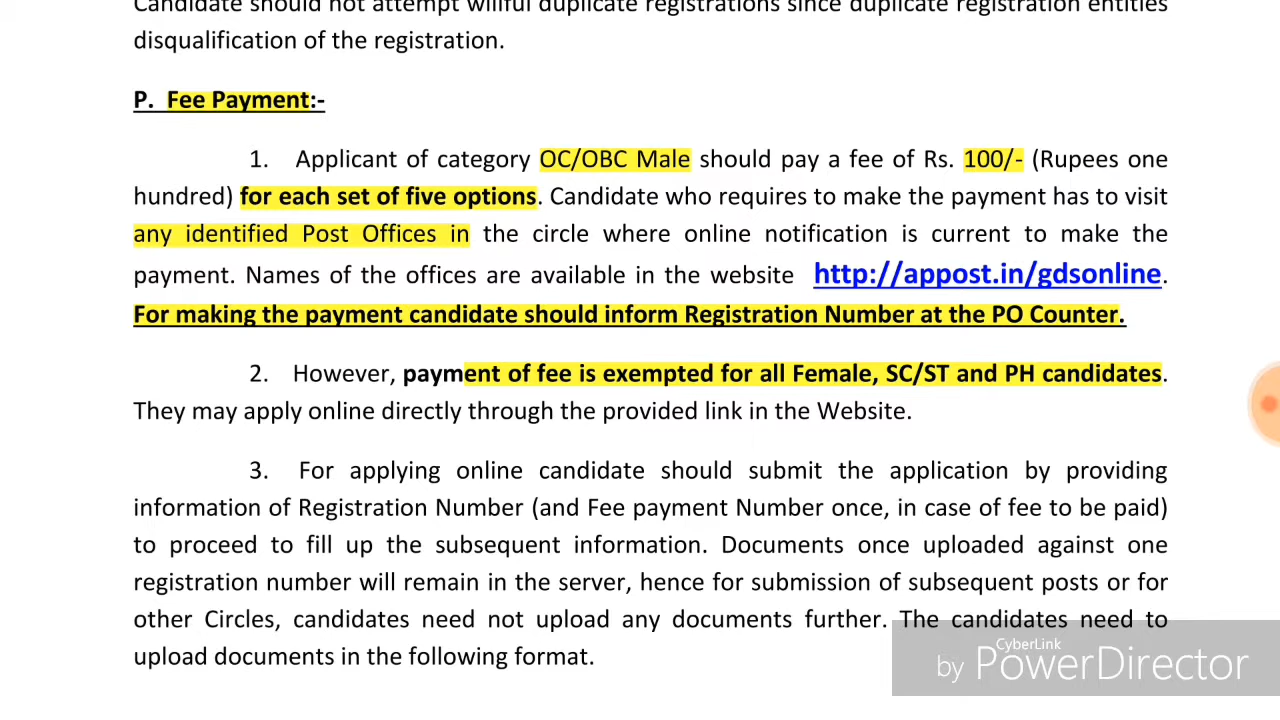 Candidate should not attempt willful duplicate registrations since duplicate registration entities
disqualification of the registration.
P. Fee Payment:-
1. Applicant of category OC/OBC Male should pay a fee of Rs. 100/- (Rupees one
hundred) for each set of five options. Candidate who requires to make the payment has to visit
any identified Post Offices in the circle where online notification is current to make the
payment. Names of the offices are available in the website http://appost.in/gdsonline.
For making the payment candidate should inform Registration Number at the PO Counter.
2. However, payment of fee is exempted for all Female, SC/ST and PH candidates.
They may apply online directly through the provided link in the Website.
3. For applying online candidate should submit the application by providing
information of Registration Number (and Fee payment Number once, in case of fee to be paid)
to proceed to fill up the subsequent information. Documents once uploaded against one
registration number will remain in the server, hence for submission of subsequent posts or for
other Circles, candidates need not upload any documents further. The candidates need to
upload documents in the following format.
CyberLink
by PowerDirector